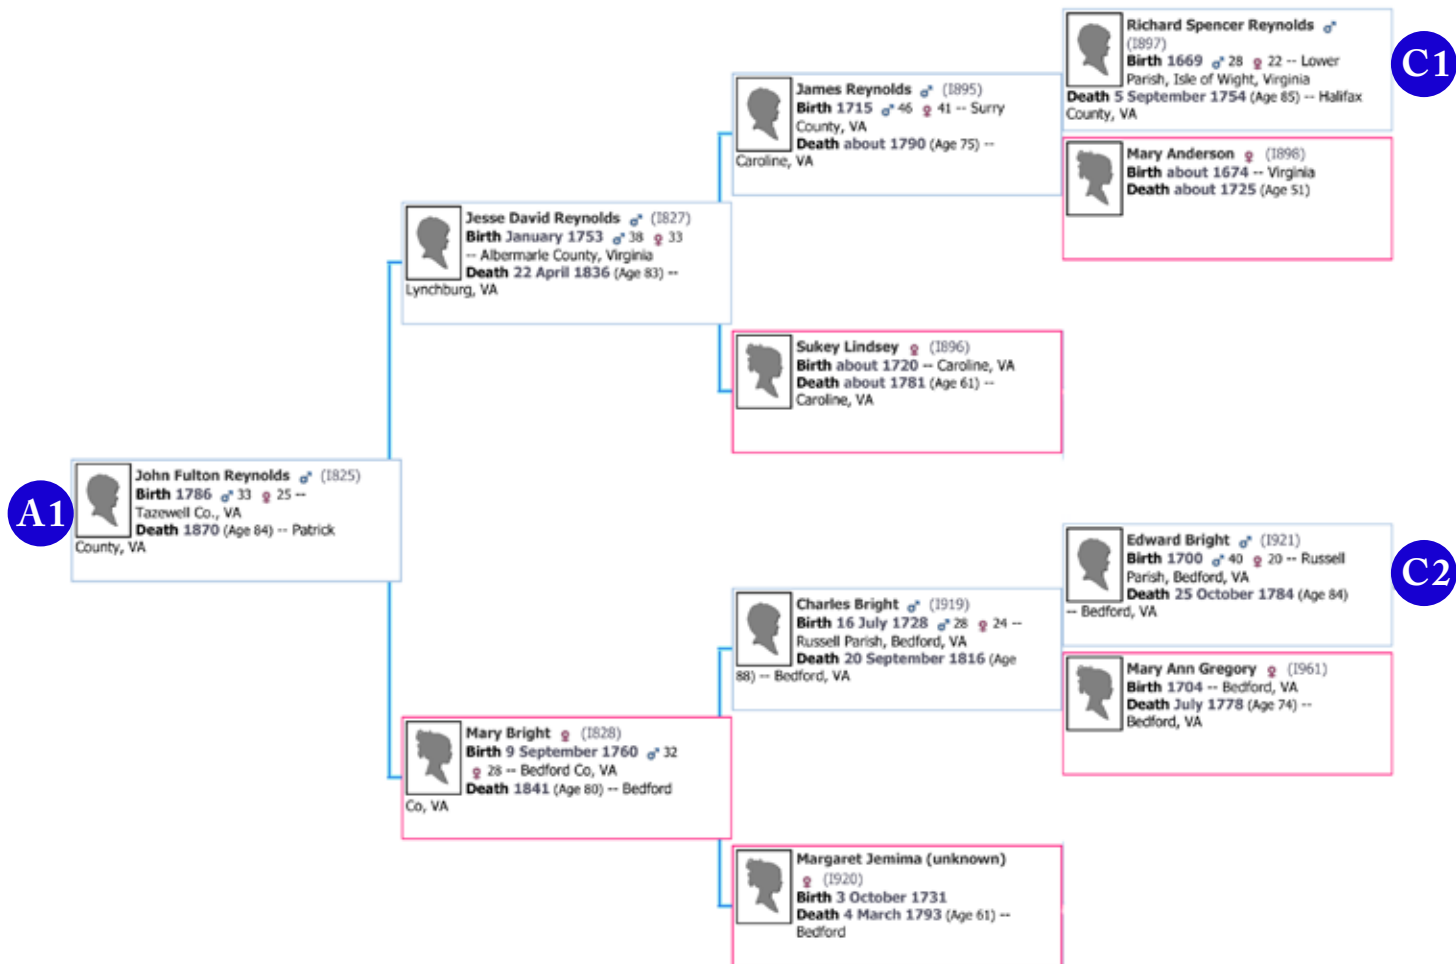 Richard Spencer Reynolds ♂
(I897)
Birth 1669 ♂ 28 ♀ 22 -- Lower
Parish, Isle of Wight, Virginia
Death 5 September 1754 (Age 85) -- Halifax
County, VA
C1
Mary Anderson ♀ (I898)
Birth about 1674 -- Virginia
Death about 1725 (Age 51)
James Reynolds ♂ (I895)
Birth 1715 ♂ 46 ♀ 41 -- Surry
County, VA
Death about 1790 (Age 75) --
Caroline, VA
Jesse David Reynolds ♂ (I827)
Birth January 1753 ♂ 38 ♀ 33
-- Albermarle County, Virginia
Death 22 April 1836 (Age 83) --
Lynchburg, VA
Sukey Lindsey ♀ (I896)
Birth about 1720 -- Caroline, VA
Death about 1781 (Age 61) --
Caroline, VA
A1
John Fulton Reynolds ♂ (I825)
Birth 1786 ♂ 33 ♀ 25 --
Tazewell Co., VA
Death 1870 (Age 84) -- Patrick
County, VA
Edward Bright ♂ (I921)
Birth 1700 ♂ 40 ♀ 20 -- Russell
Parish, Bedford, VA
Death 25 October 1784 (Age 84)
-- Bedford, VA
C2
Charles Bright ♂ (I919)
Birth 16 July 1728 ♂ 28 ♀ 24 --
Russell Parish, Bedford, VA
Death 20 September 1816 (Age
88) -- Bedford, VA
Mary Ann Gregory ♀ (I961)
Birth 1704 -- Bedford, VA
Death July 1778 (Age 74) --
Bedford, VA
Mary Bright ♀ (I828)
Birth 9 September 1760 ♂ 32
♀ 28 -- Bedford Co, VA
Death 1841 (Age 80) -- Bedford
Co, VA
Margaret Jemima (unknown)
♀ (I920)
Birth 3 October 1731
Death 4 March 1793 (Age 61) --
Bedford